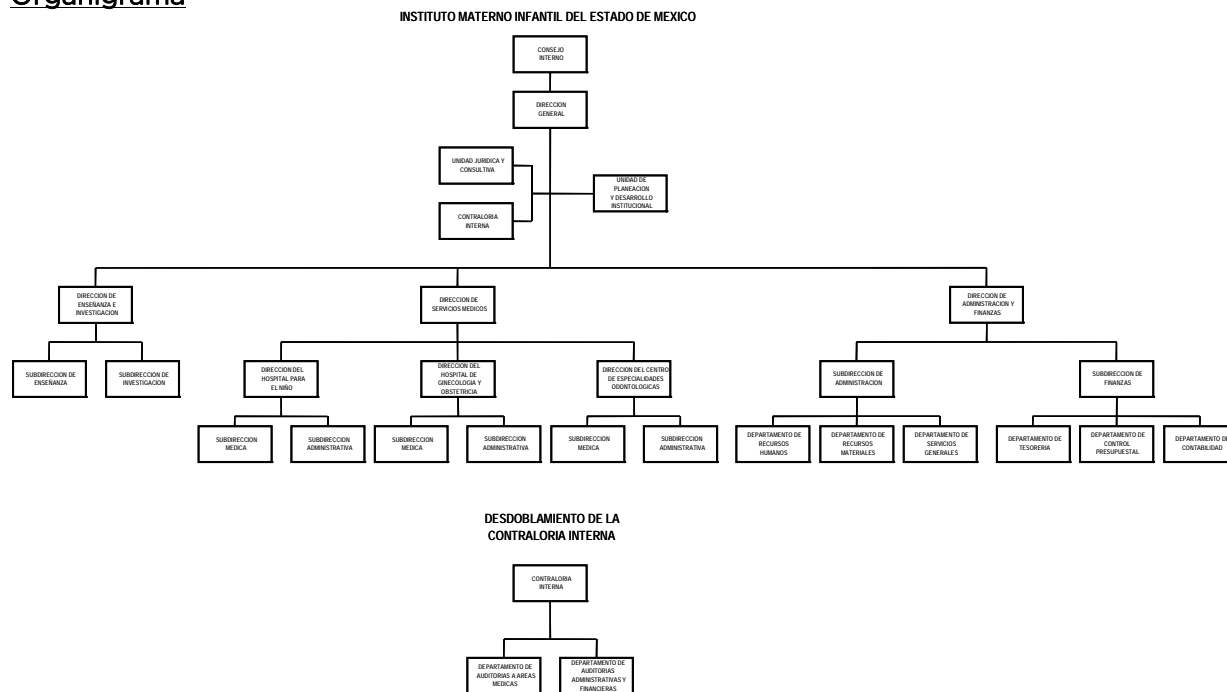 Organigrama
INSTITUTO MATERNO INFANTIL DEL ESTADO DE MEXICO
CONSEJO
INTERNO
DIRECCION
GENERAL
UNIDAD JURIDICA Y
CONSULTIVA
UNIDAD DE
PLANEACION
Y DESARROLLO
INSTITUCIONAL
CONTRALORIA
INTERNA
DIRECCION DE
ENSEÑANZA E
INVESTIGACION
DIRECCION DE
SERVICIOS MEDICOS
DIRECCION DE
ADMINISTRACION Y
FINANZAS
SUBDIRECCION DE
ENSEÑANZA
SUBDIRECCION DE
INVESTIGACION
DIRECCION DEL
HOSPITAL PARA
EL NIÑO
DIRECCION DEL
HOSPITAL DE
GINECOLOGIA Y
OBSTETRICIA
DIRECCION DEL CENTRO
DE ESPECIALIDADES
ODONTOLOGICAS
SUBDIRECCION DE
ADMINISTRACION
SUBDIRECCION DE
FINANZAS
SUBDIRECCION
MEDICA
SUBDIRECCION
ADMINISTRATIVA
SUBDIRECCION
MEDICA
SUBDIRECCION
ADMINISTRATIVA
SUBDIRECCION
MEDICA
SUBDIRECCION
ADMINISTRATIVA
DEPARTAMENTO DE
RECURSOS
HUMANOS
DEPARTAMENTO DE
RECURSOS
MATERIALES
DEPARTAMENTO DE
SERVICIOS
GENERALES
DEPARTAMENTO DE
TESORERIA
DEPARTAMENTO DE
CONTROL
PRESUPUESTAL
DEPARTAMENTO DE
CONTABILIDAD
DESDOBLAMIENTO DE LA
CONTRALORIA INTERNA
CONTRALORIA
INTERNA
DEPARTAMENTO DE
AUDITORIAS A AREAS
MEDICAS
DEPARTAMENTO DE
AUDITORIAS
ADMINISTRATIVAS Y
FINANCIERAS